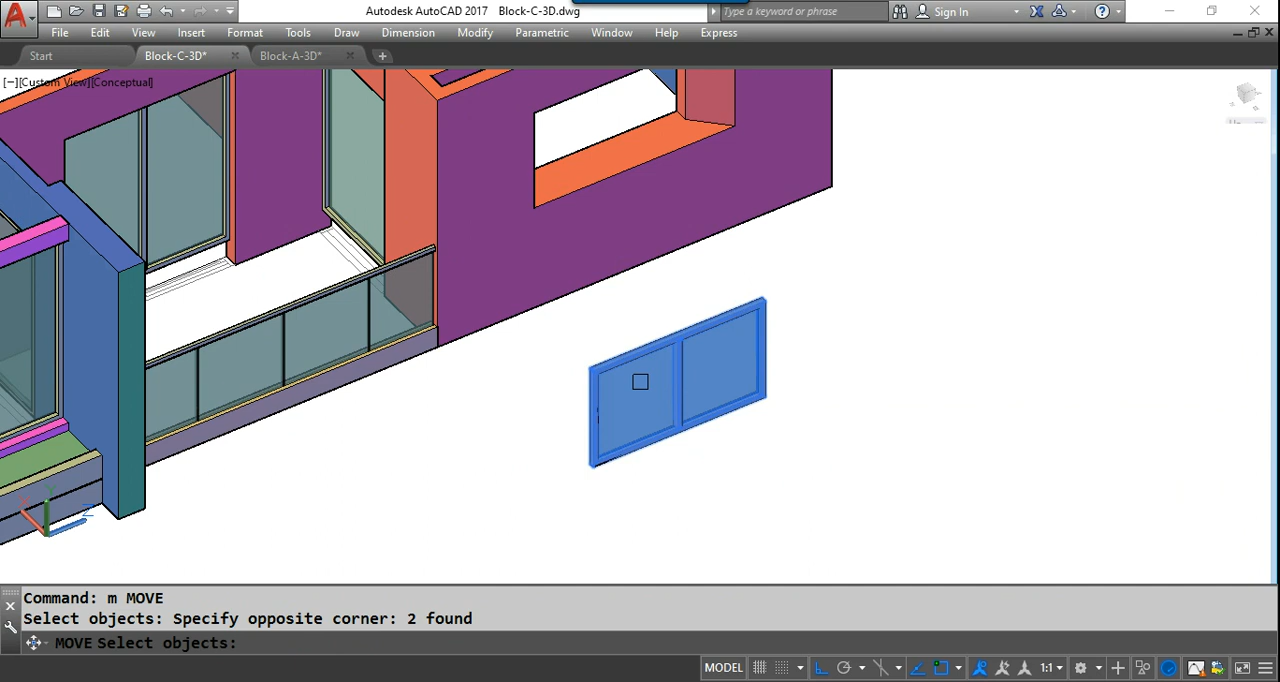 Autodesk AutoCAD 2017 Block-C-3D.dwg
Type a keyword or phrase
Sign In
File Edit View Insert Format Tools Draw Dimension Modify Parametric Window Help Express
Start Block-C-3D* Block-A-3D*
[−][Custom View][Conceptual]
Command: m MOVE
Select objects: Specify opposite corner: 2 found
MOVE Select objects:
MODEL 1:1